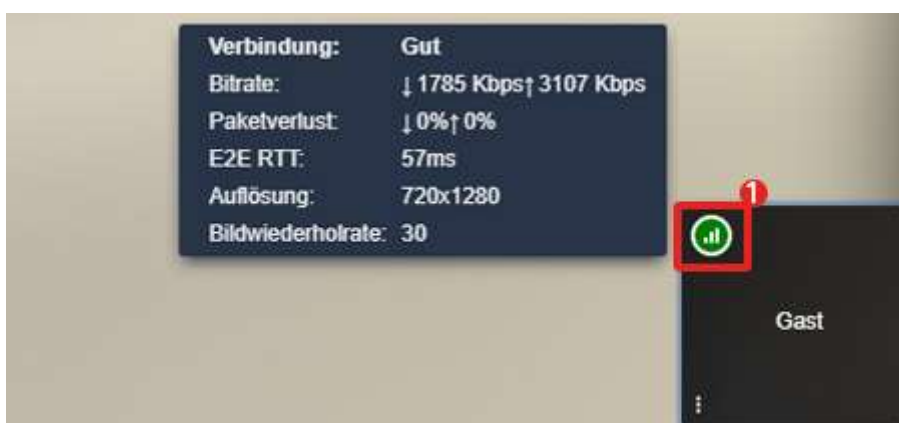 Verbindung: Gut
Bitrate: ↓1785 Kbps↑3107 Kbps
Paketverlust: ↓0%↑0%
E2E RTT: 57ms
Auflösung: 720x1280
Bildwiederholrate: 30
1
Gast